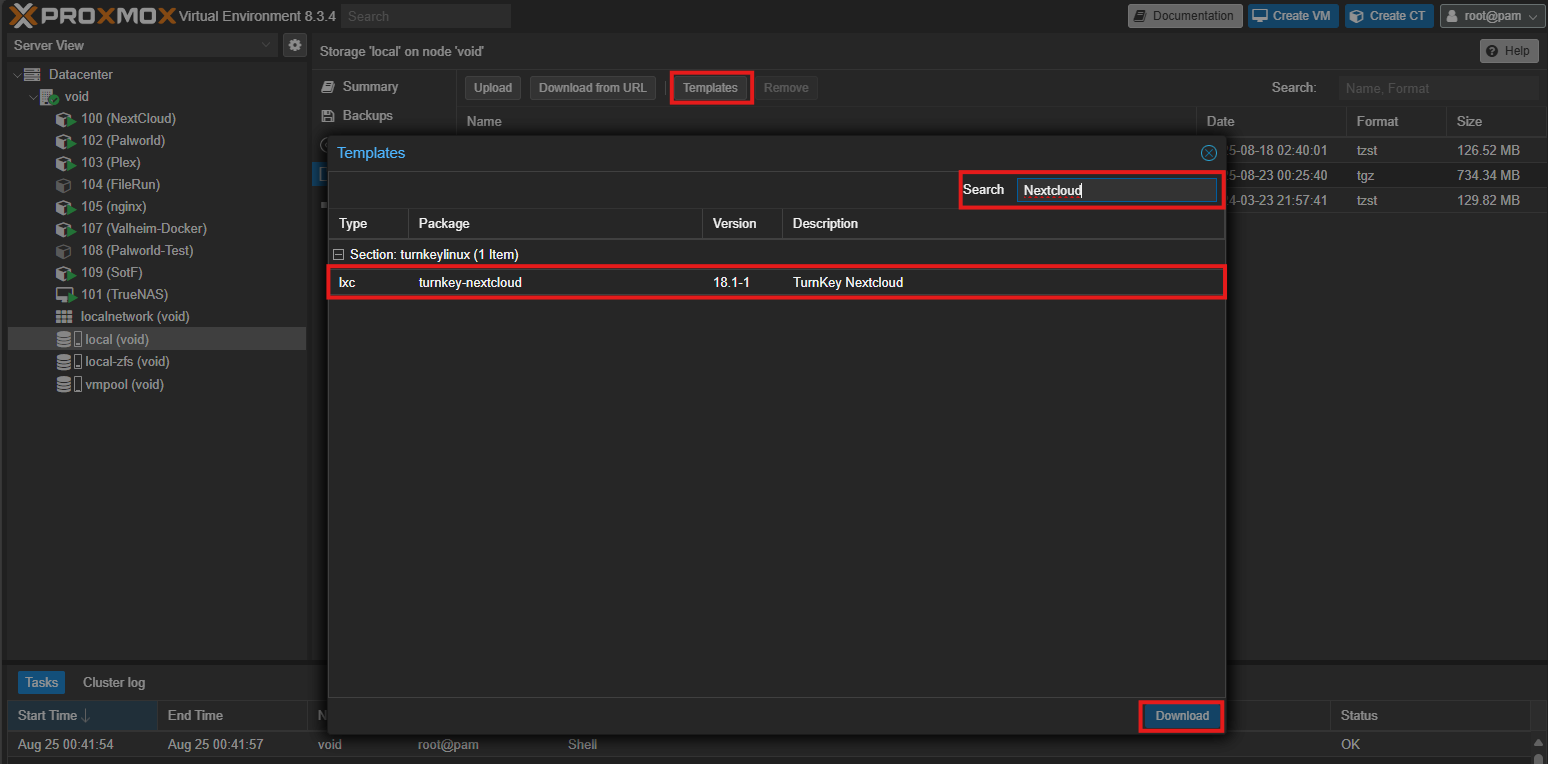 PROXMOX Virtual Environment 8.3.4 Search Documentation Create VM Create CT root@pam
Server View
Storage 'local' on node 'void' Help
Datacenter
void
100 (NextCloud)
102 (Palworld)
103 (Plex)
104 (FileRun)
105 (nginx)
107 (Valheim-Docker)
108 (Palworld-Test)
109 (SotF)
101 (TrueNAS)
localnetwork (void)
local (void)
local-zfs (void)
vmpool (void)
Summary
Backups
Upload Download from URL Templates Remove Search: Name, Format
Name Date Format Size
5-08-18 02:40:01 tzst 126.52 MB
5-08-23 00:25:40 tgz 734.34 MB
4-03-23 21:57:41 tzst 129.82 MB
Templates
Search Nextcloud
Type Package Version Description
Section: turnkeylinux (1 Item)
lxc turnkey-nextcloud 18.1-1 TurnKey Nextcloud
Download
Tasks Cluster log
Start Time End Time N Status
Aug 25 00:41:54 Aug 25 00:41:57 void root@pam Shell OK